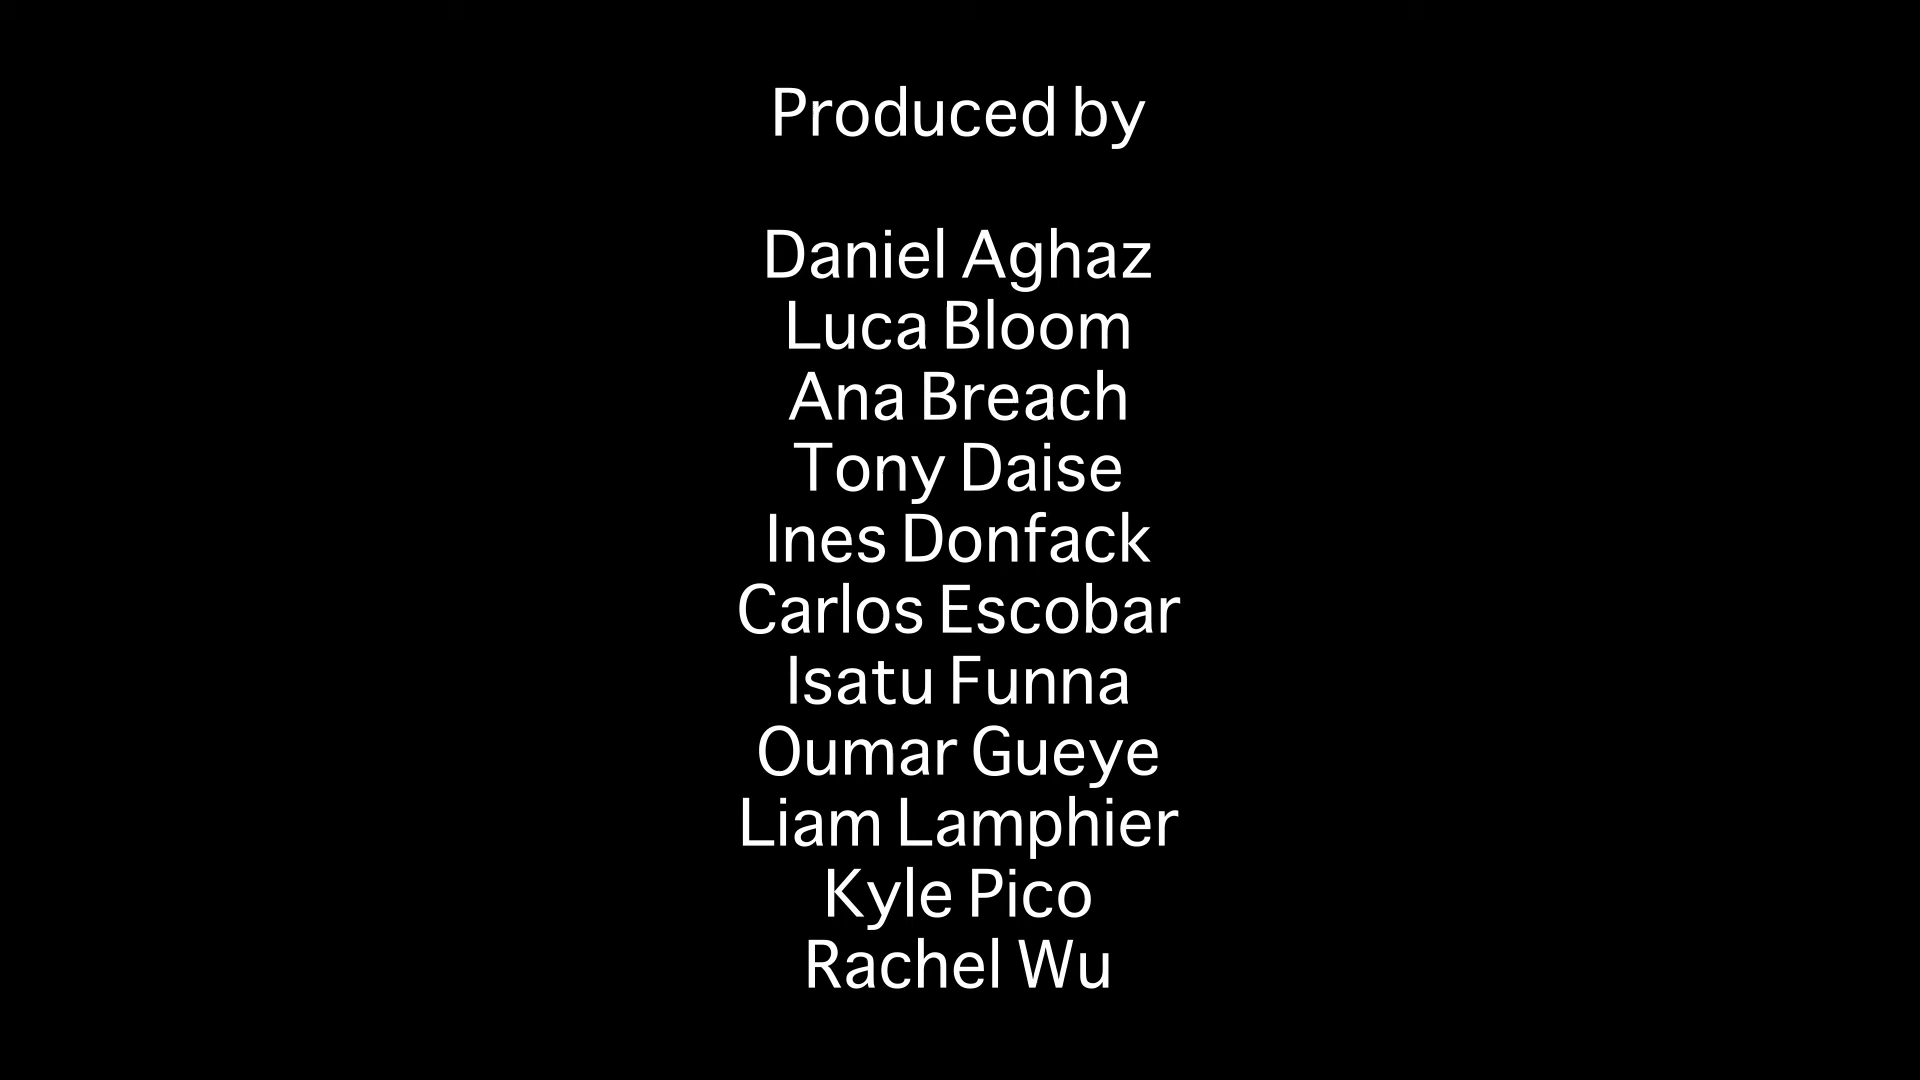 Produced by
Daniel Aghaz
Luca Bloom
Ana Breach
Tony Daise
Ines Donfack
Carlos Escobar
Isatu Funna
Oumar Gueye
Liam Lamphier
Kyle Pico
Rachel Wu